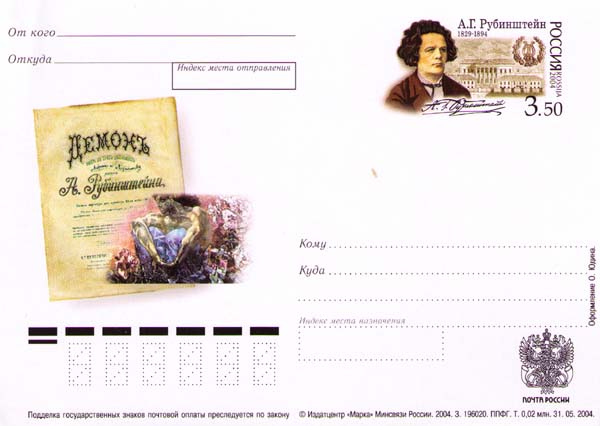 От кого
Откуда
Индекс места отправления
А.Г. Рубинштейн
1829-1894
РОССИЯ ROSSIA
2004
А. Рубинштейнъ
3.50
ДЕМОНЪ
А. Рубинштейна.
Кому
Куда
Индекс места назначения
Оформление О. Юдина.
ПОЧТА РОССИИ
Подделка государственных знаков почтовой оплаты преследуется по закону
© Издатцентр «Марка» Минсвязи России. 2004. З. 196020. ППФГ. Т. 0,02 млн. 31. 05. 2004.